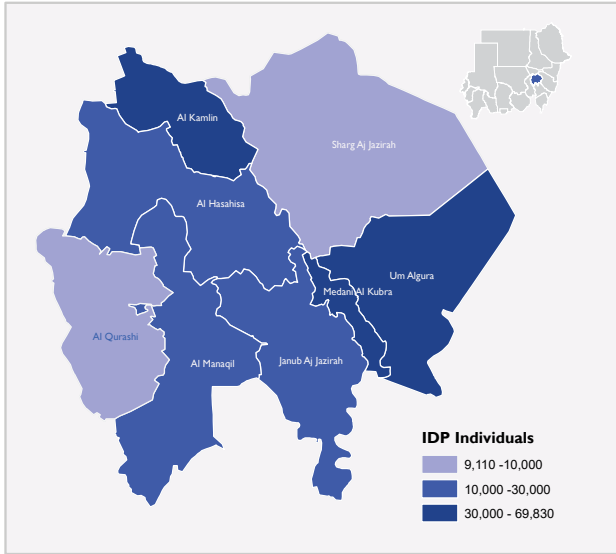 Al Kamlin
Sharg Aj Jazirah
Al Hasahisa
Um Algura
Medani Al Kubra
Al Qurashi
Al Manaqil
Janub Aj Jazirah
IDP Individuals
9,110 -10,000
10,000 -30,000
30,000 - 69,830